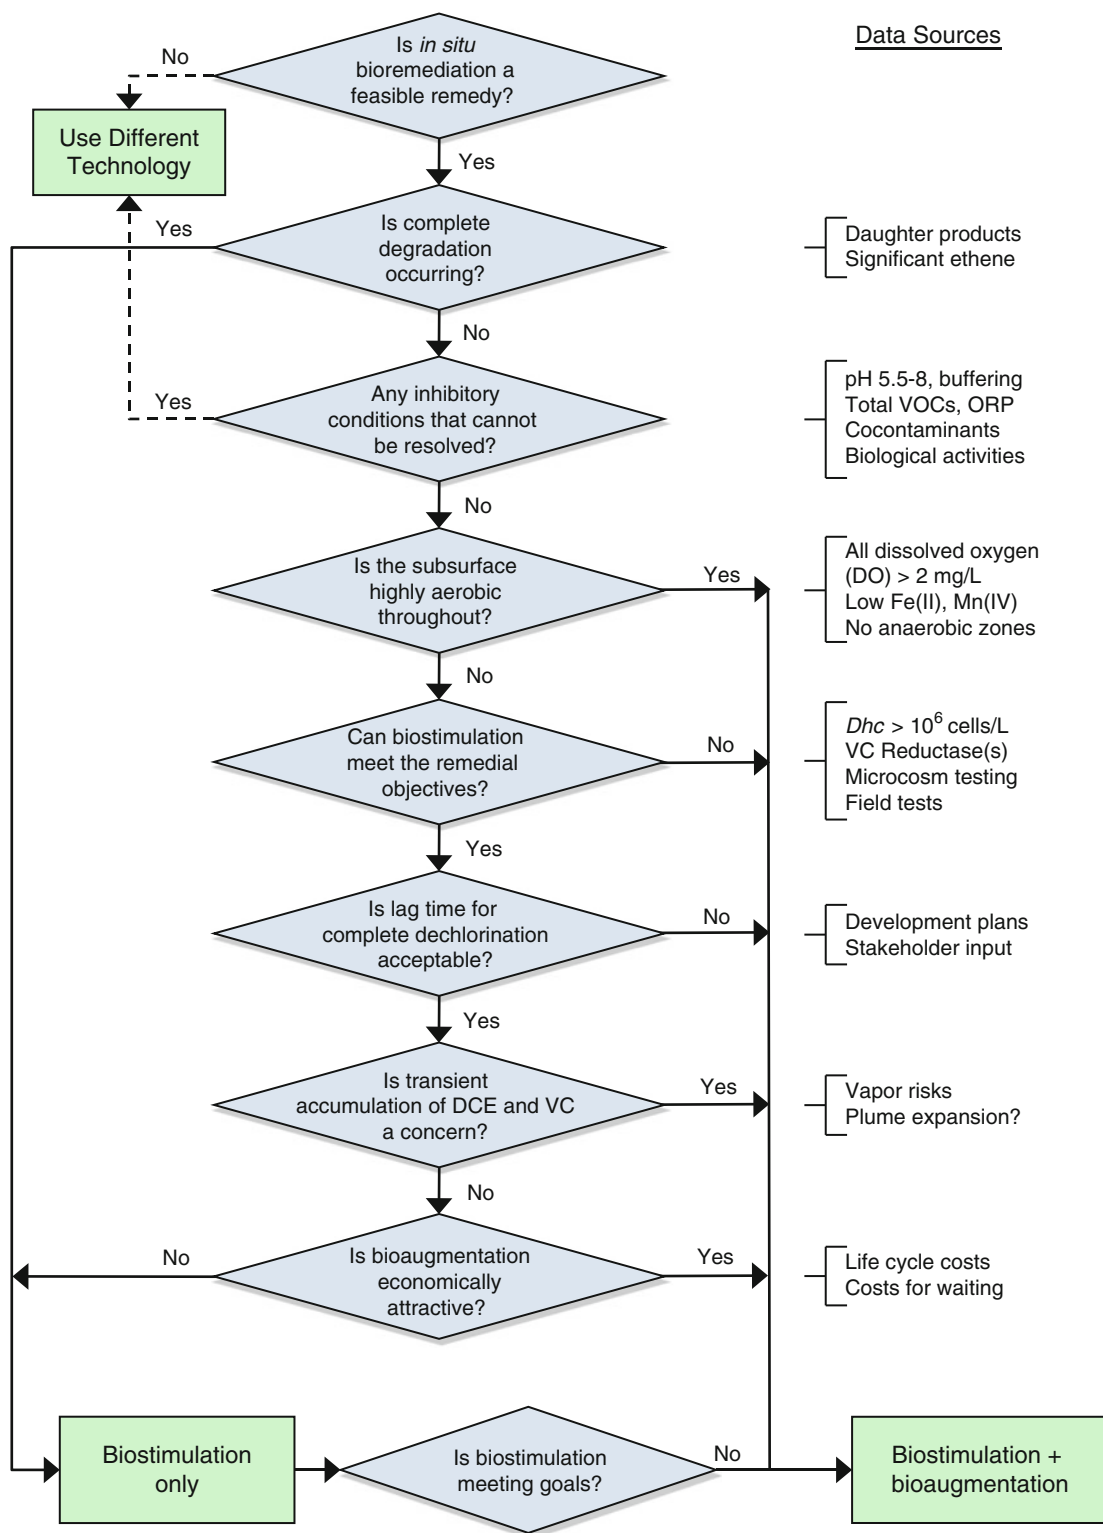 Data Sources
Is in situ
bioremediation a
feasible remedy?
No
Use Different
Technology
Yes
Is complete
degradation
occurring?
Yes
Daughter products
Significant ethene
No
Any inhibitory
conditions that cannot
be resolved?
Yes
pH 5.5-8, buffering
Total VOCs, ORP
Cocontaminants
Biological activities
No
Is the subsurface
highly aerobic
throughout?
Yes
All dissolved oxygen
(DO) > 2 mg/L
Low Fe(II), Mn(IV)
No anaerobic zones
No
Can biostimulation
meet the remedial
objectives?
No
Dhc > 10⁶ cells/L
VC Reductase(s)
Microcosm testing
Field tests
Yes
Is lag time for
complete dechlorination
acceptable?
No
Development plans
Stakeholder input
Yes
Is transient
accumulation of DCE and VC
a concern?
Yes
Vapor risks
Plume expansion?
No
Is bioaugmentation
economically
attractive?
No
Yes
Life cycle costs
Costs for waiting
Biostimulation
only
Is biostimulation
meeting goals?
No
Biostimulation +
bioaugmentation